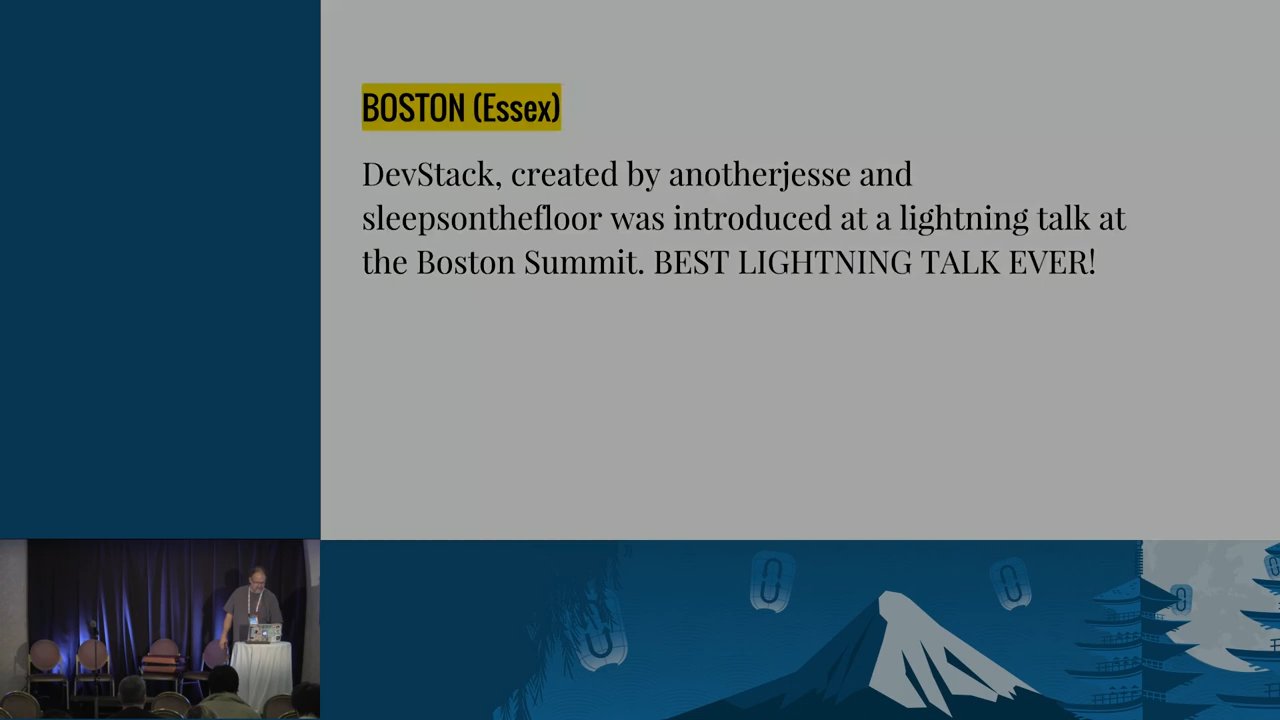 BOSTON (Essex)
DevStack, created by anotherjesse and
sleepsonthefloor was introduced at a lightning talk at
the Boston Summit. BEST LIGHTNING TALK EVER!